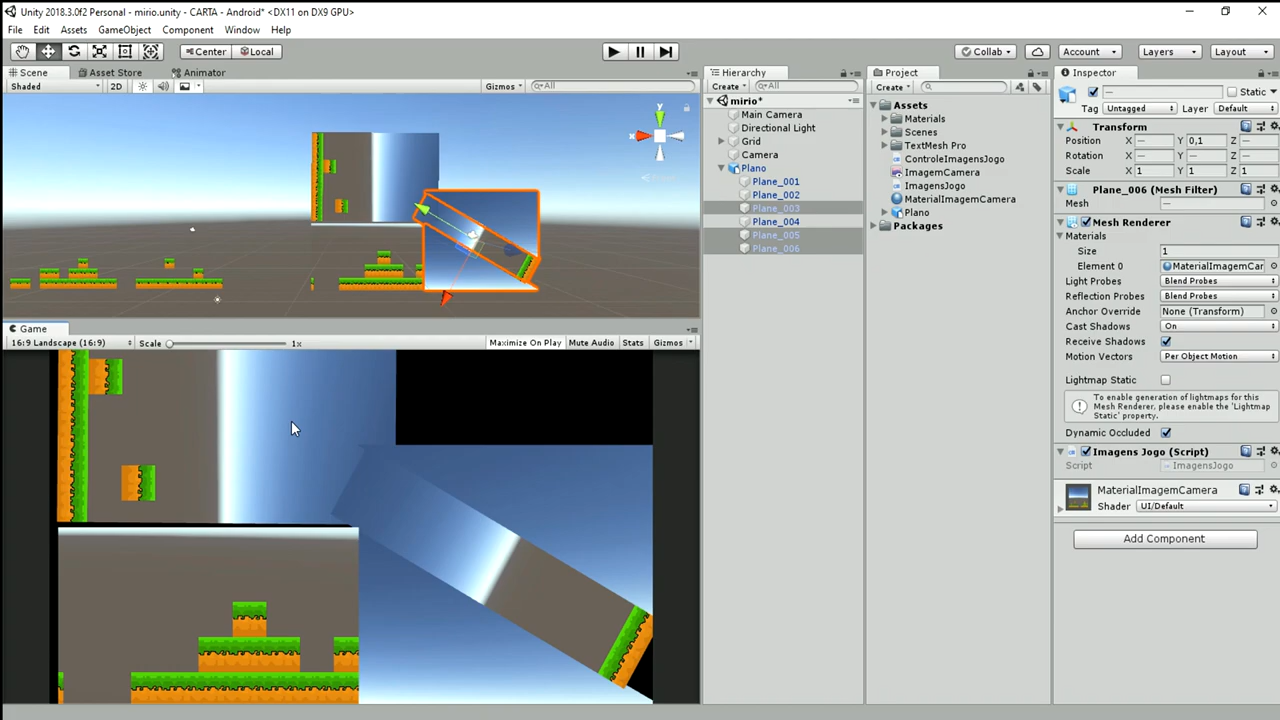 Unity 2018.3.0f2 Personal - mirio.unity - CARTA - Android* <DX11 on DX9 GPU>
File Edit Assets GameObject Component Window Help
Center Local Collab Account Layers Layout
Scene Asset Store Animator
Shaded 2D Gizmos All
y
x
Game
16:9 Landscape (16:9) Scale 1x Maximize On Play Mute Audio Stats Gizmos
Hierarchy
Create All
mirio*
Main Camera
Directional Light
Grid
Camera
Plano
Plane_001
Plane_002
Plane_003
Plane_004
Plane_005
Plane_006
Project
Create
Assets
Materials
Scenes
TextMesh Pro
ControleImagensJogo
ImagemCamera
ImagensJogo
MaterialImagemCamera
Plano
Packages
Inspector
— Static
Tag Untagged Layer Default
Transform
Position X — Y 0,1 Z —
Rotation X — Y — Z —
Scale X 1 Y 1 Z 1
Plane_006 (Mesh Filter)
Mesh —
Mesh Renderer
Materials
Size 1
Element 0 MaterialImagemCar
Light Probes Blend Probes
Reflection Probes Blend Probes
Anchor Override None (Transform)
Cast Shadows On
Receive Shadows
Motion Vectors Per Object Motion
Lightmap Static
To enable generation of lightmaps for this
Mesh Renderer, please enable the 'Lightmap
Static' property.
Dynamic Occluded
Imagens Jogo (Script)
Script ImagensJogo
MaterialImagemCamera
Shader UI/Default
Add Component